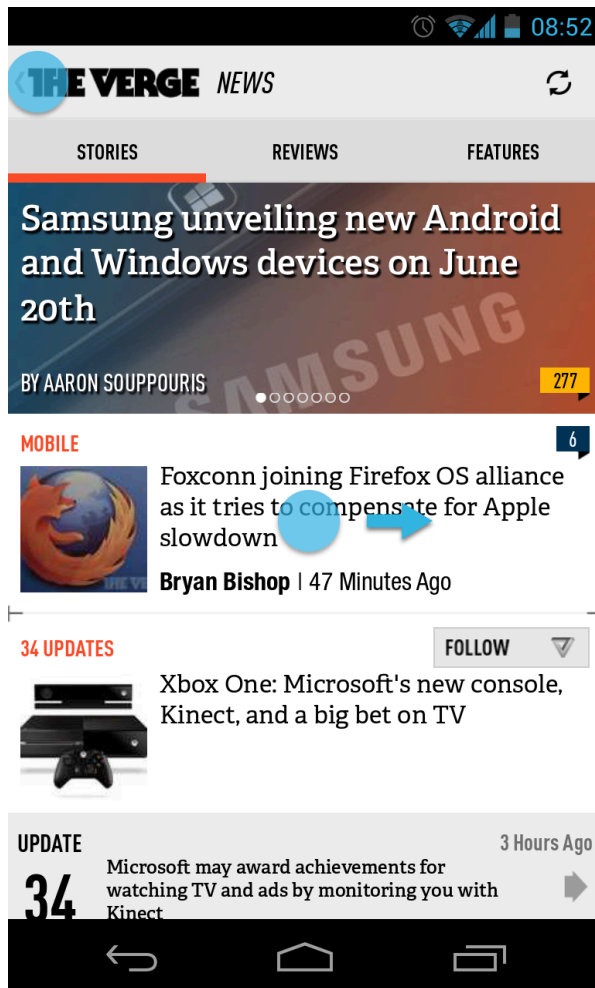 08:52
THE VERGE NEWS
STORIES REVIEWS FEATURES
Samsung unveiling new Android
and Windows devices on June
20th
SAMSUNG
BY AARON SOUPPOURIS
277
MOBILE
6
Foxconn joining Firefox OS alliance
as it tries to compensate for Apple
slowdown
THE VE
Bryan Bishop | 47 Minutes Ago
34 UPDATES
FOLLOW
Xbox One: Microsoft's new console,
Kinect, and a big bet on TV
UPDATE
3 Hours Ago
34
Microsoft may award achievements for
watching TV and ads by monitoring you with
Kinect